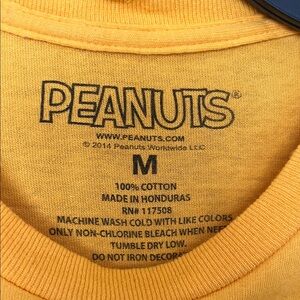 PEANUTS®
WWW.PEANUTS.COM
© 2014 Peanuts Worldwide LLC
M
100% COTTON
MADE IN HONDURAS
RN# 117508
MACHINE WASH COLD WITH LIKE COLORS
ONLY NON-CHLORINE BLEACH WHEN
TUMBLE DRY LOW.
DO NOT IRON